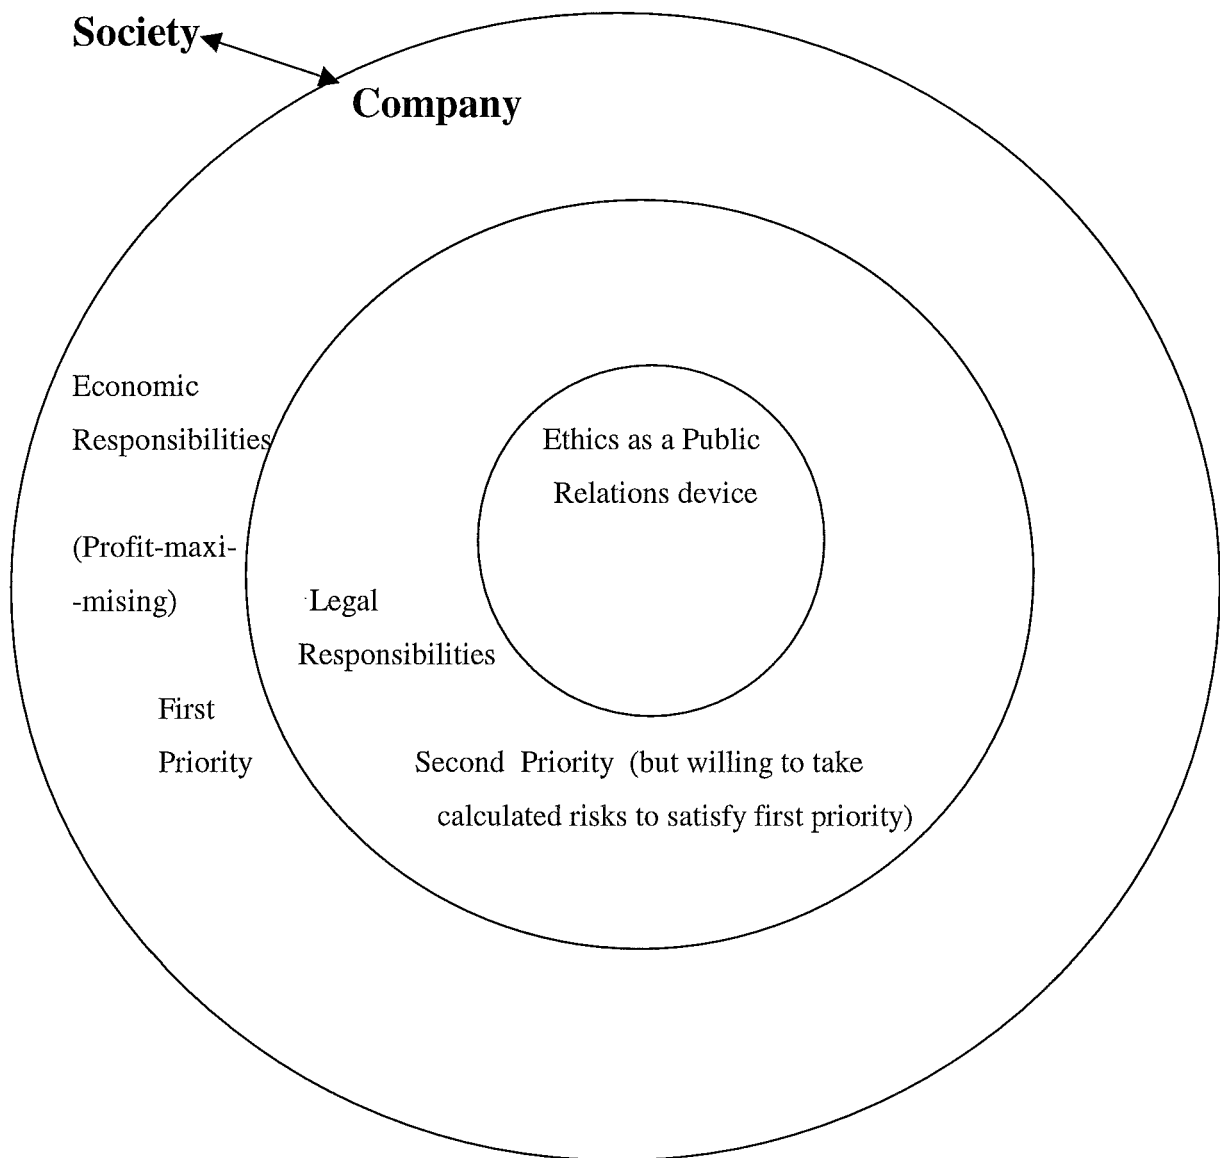 Society
Company
Economic
Responsibilities
(Profit-maxi-
-mising)
First
Priority
Ethics as a Public
Relations device
Legal
Responsibilities
Second Priority (but willing to take
calculated risks to satisfy first priority)